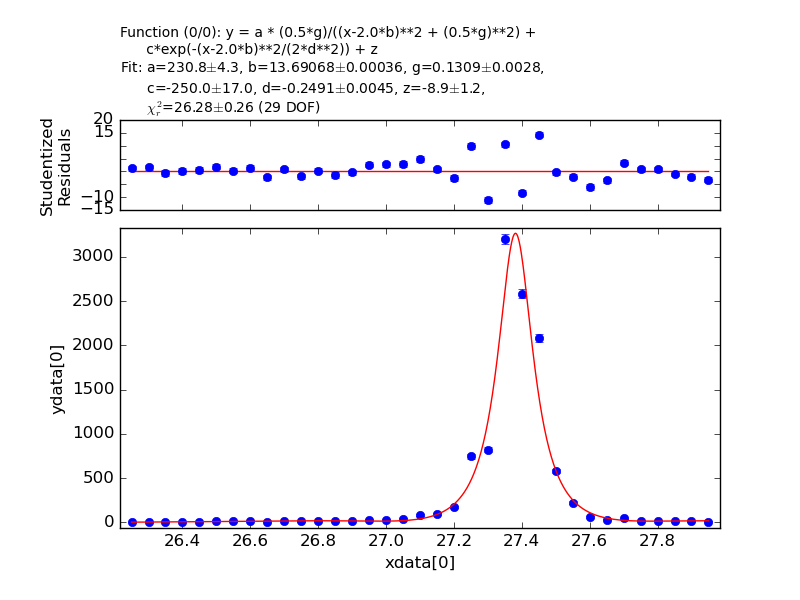 Function (0/0): y = a * (0.5*g)/((x-2.0*b)**2 + (0.5*g)**2) +
c*exp(-(x-2.0*b)**2/(2*d**2)) + z
Fit: a=230.8±4.3, b=13.69068±0.00036, g=0.1309±0.0028,
c=-250.0±17.0, d=-0.2491±0.0045, z=-8.9±1.2,
χ_r^2=26.28±0.26 (29 DOF)
Studentized
Residuals
20
15
−10
−15
ydata[0]
3000
2500
2000
1500
1000
500
0
26.4 26.6 26.8 27.0 27.2 27.4 27.6 27.8
xdata[0]